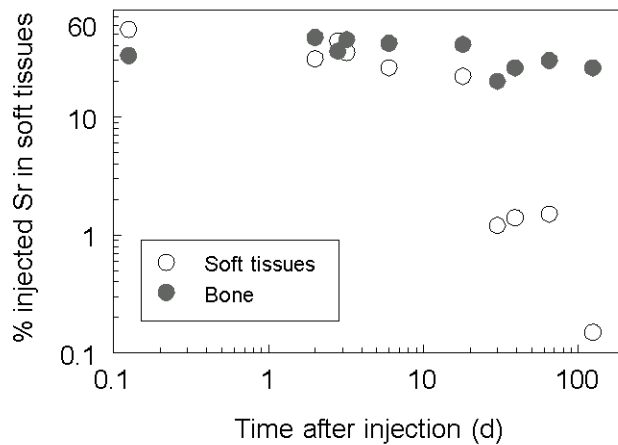 % injected Sr in soft tissues
60
10
1
0.1
Soft tissues
Bone
0.1 1 10 100
Time after injection (d)